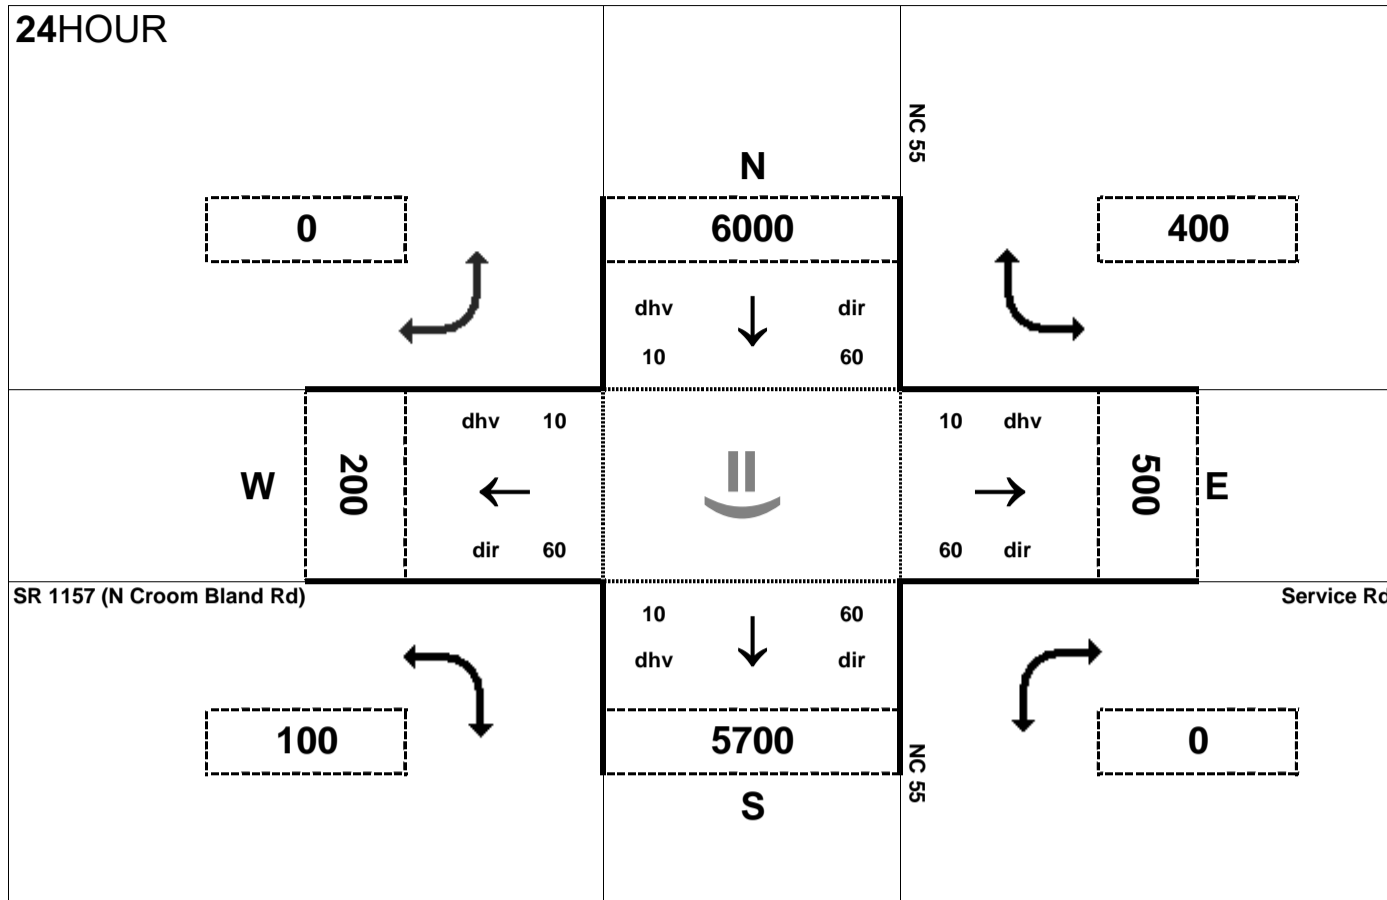 24HOUR
NC 55
N
0
6000
400
dhv dir
10 60
dhv 10
10 dhv
W
200
500
E
dir 60
60 dir
SR 1157 (N Croom Bland Rd)
Service Rd
10 60
dhv dir
100
5700
0
NC 55
S